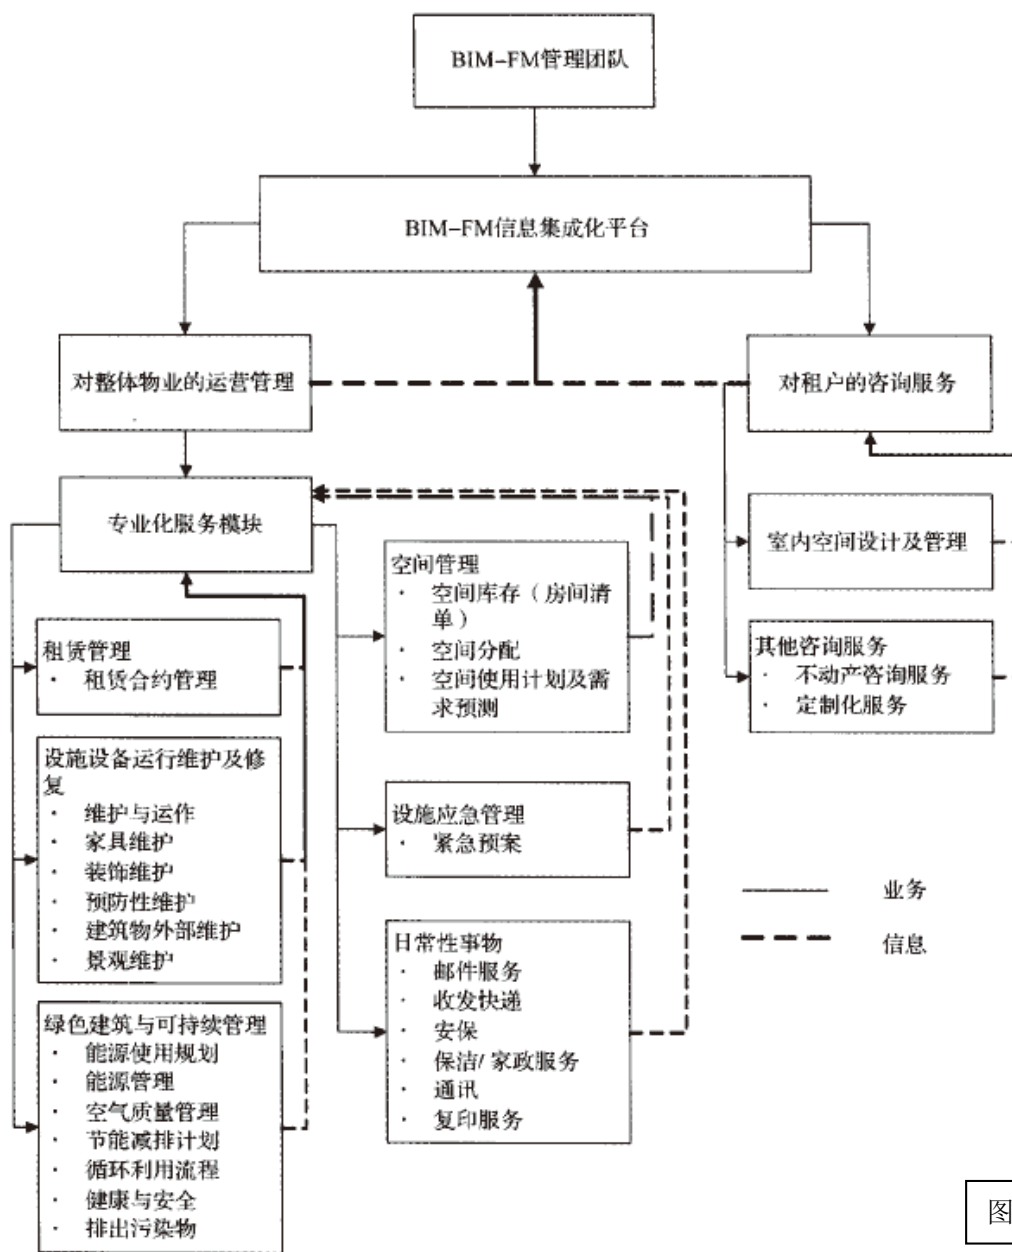 BIM-FM管理团队
BIM-FM信息集成化平台
对整体物业的运营管理
对租户的咨询服务
专业化服务模块
租赁管理
· 租赁合约管理
设施设备运行维护及修
复
· 维护与运作
· 家具维护
· 装饰维护
· 预防性维护
· 建筑物外部维护
· 景观维护
绿色建筑与可持续管理
· 能源使用规划
· 能源管理
· 空气质量管理
· 节能减排计划
· 循环利用流程
· 健康与安全
· 排出污染物
空间管理
· 空间库存（房间清
单）
· 空间分配
· 空间使用计划及需
求预测
设施应急管理
· 紧急预案
日常性事物
· 邮件服务
· 收发快递
· 安保
· 保洁/ 家政服务
· 通讯
· 复印服务
室内空间设计及管理
其他咨询服务
· 不动产咨询服务
· 定制化服务
业务
信息
图